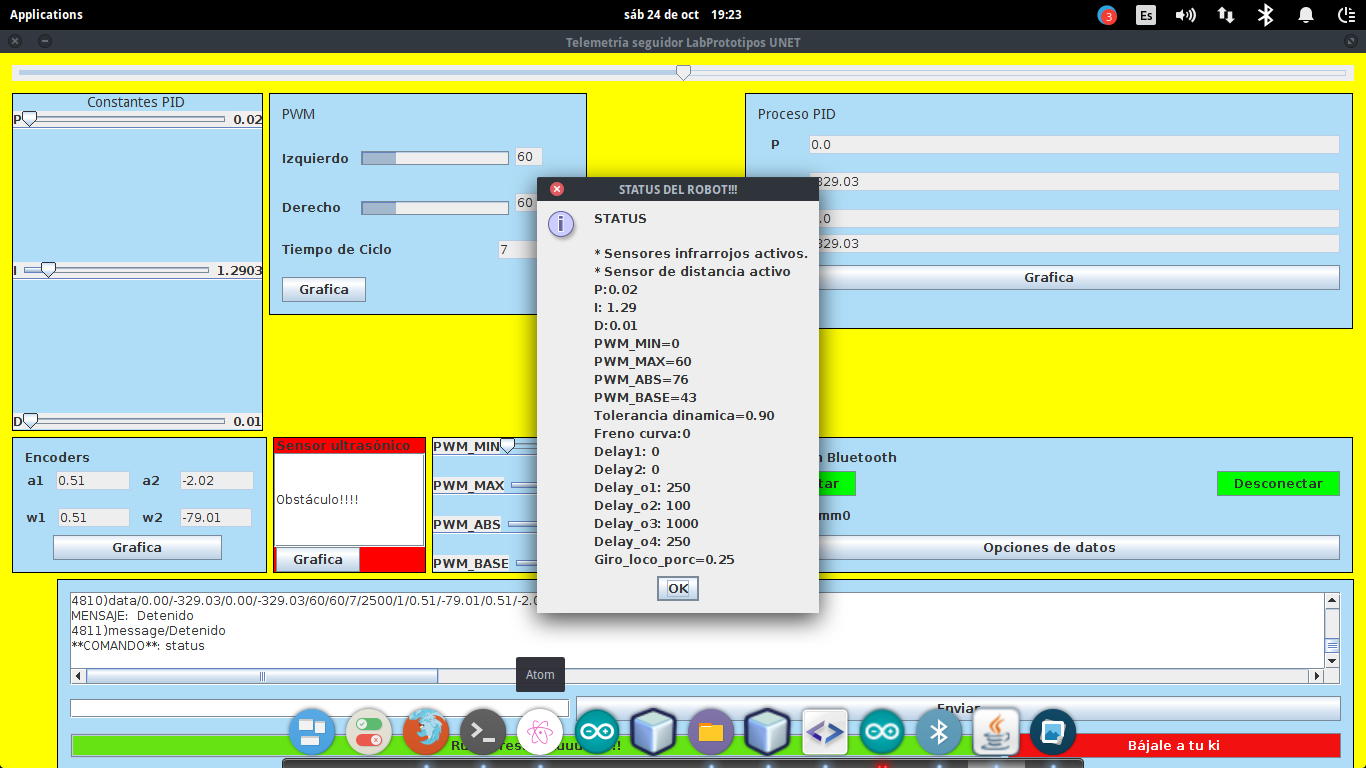 Applications
sáb 24 de oct 19:23
3
Es
Telemetría seguidor LabPrototipos UNET
Constantes PID
P 0.02
I 1.2903
D 0.01
PWM
Izquierdo 60
Derecho 60
Tiempo de Ciclo 7
Grafica
Proceso PID
P 0.0
329.03
.0
329.03
Grafica
STATUS DEL ROBOT!!!
STATUS
* Sensores infrarrojos activos.
* Sensor de distancia activo
P:0.02
I: 1.29
D:0.01
PWM_MIN=0
PWM_MAX=60
PWM_ABS=76
PWM_BASE=43
Tolerancia dinamica=0.90
Freno curva:0
Delay1: 0
Delay2: 0
Delay_o1: 250
Delay_o2: 100
Delay_o3: 1000
Delay_o4: 250
Giro_loco_porc=0.25
OK
Encoders
a1 0.51 a2 -2.02
w1 0.51 w2 -79.01
Grafica
Sensor ultrasónico
Obstáculo!!!!
Grafica
PWM_MIN
PWM_MAX
PWM_ABS
PWM_BASE
Bluetooth
tar
Desconectar
mm0
Opciones de datos
4810)data/0.00/-329.03/0.00/-329.03/60/60/7/2500/1/0.51/-79.01/0.51/-2.0
MENSAJE: Detenido
4811)message/Detenido
**COMANDO**: status
Atom
Enviar
Bájale a tu ki